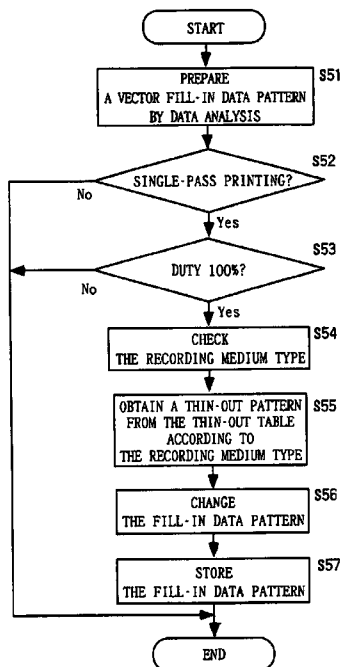 START
PREPARE
A VECTOR FILL-IN DATA PATTERN
BY DATA ANALYSIS
S51
SINGLE-PASS PRINTING?
S52
No
Yes
DUTY 100%?
S53
No
Yes
CHECK
THE RECORDING MEDIUM TYPE
S54
OBTAIN A THIN-OUT PATTERN
FROM THE THIN-OUT TABLE
ACCORDING TO
THE RECORDING MEDIUM TYPE
S55
CHANGE
THE FILL-IN DATA PATTERN
S56
STORE
THE FILL-IN DATA PATTERN
S57
END